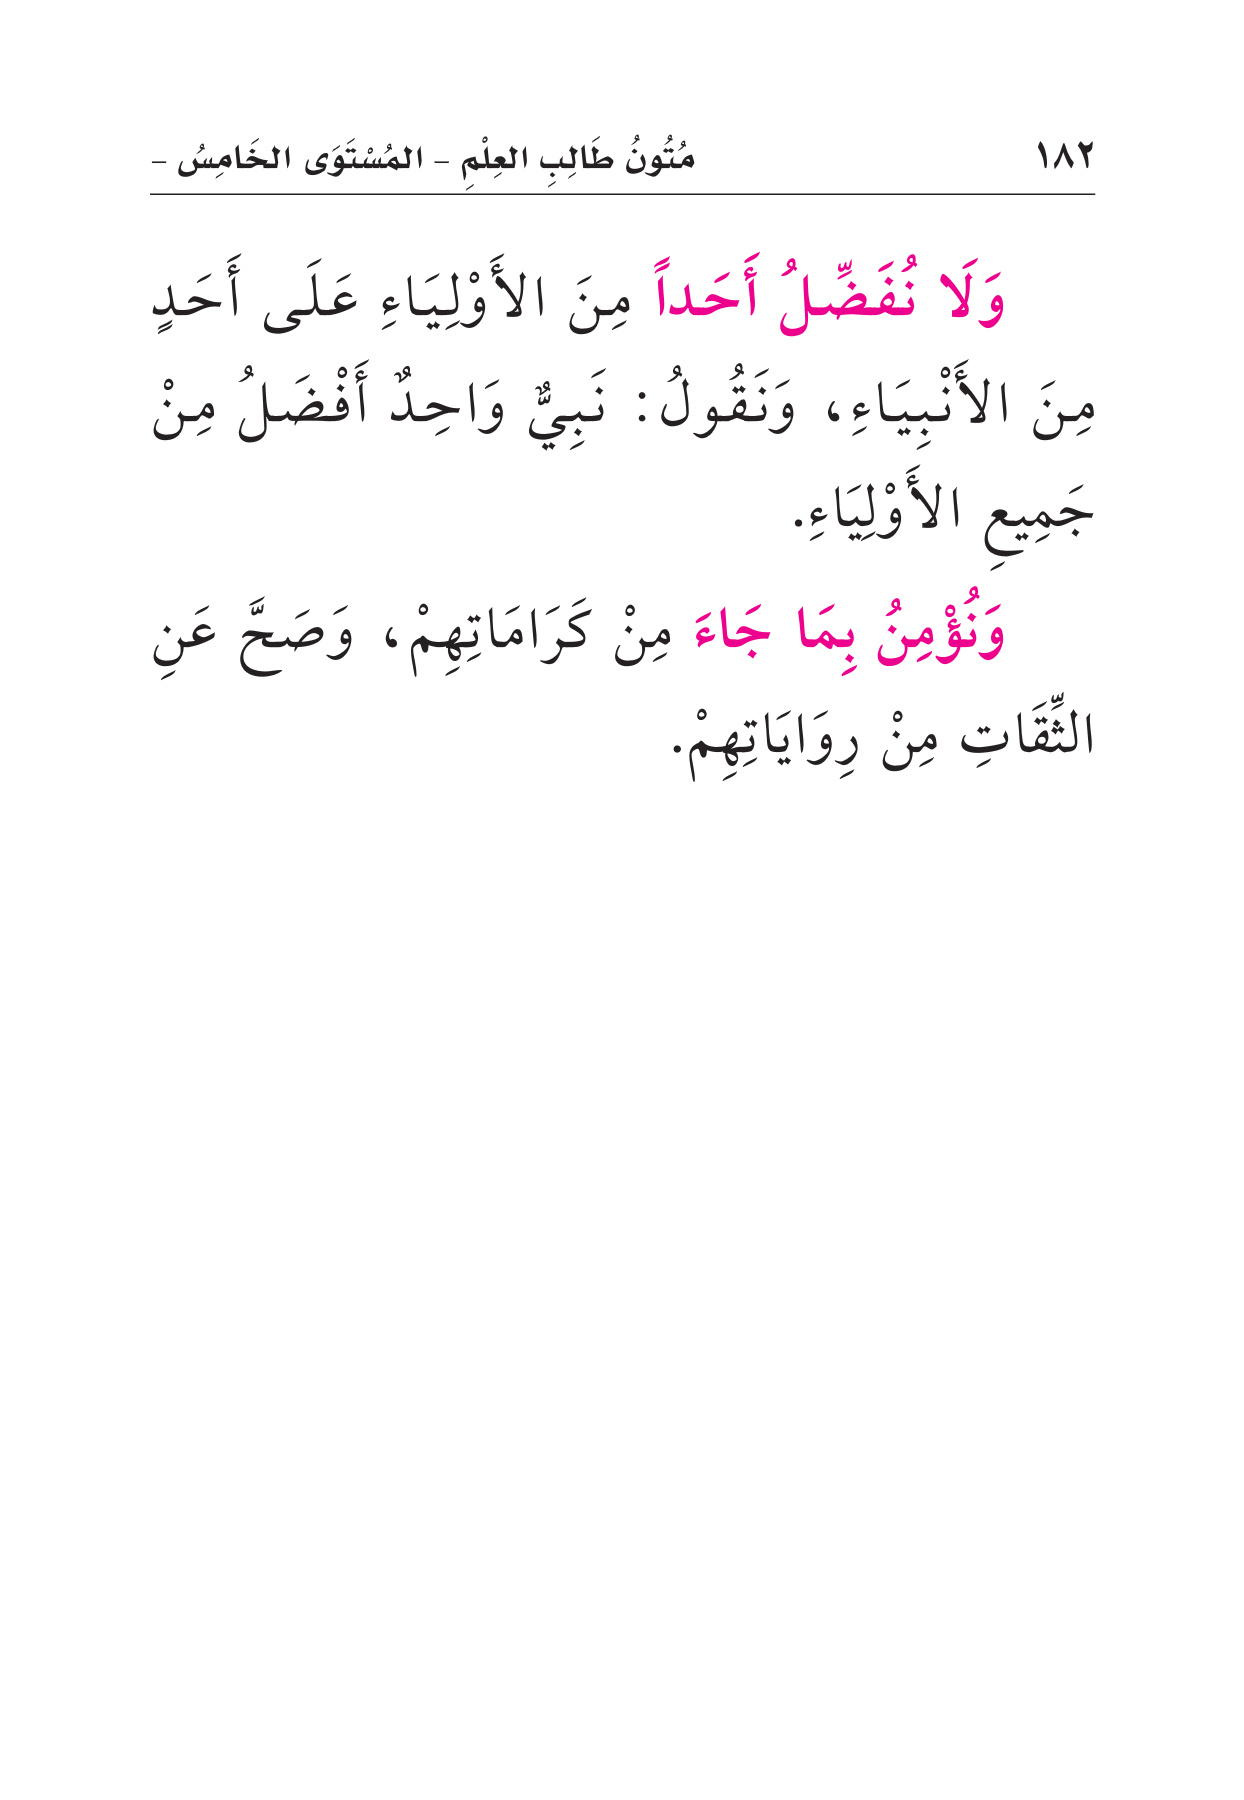 ١٨٢ مُتُونُ طَالِبِ العِلْمِ – المُسْتَوَى الخَامِسُ –
وَلَا نُفَضِّلُ أَحَداً مِنَ الأَوْلِيَاءِ عَلَى أَحَدٍ
مِنَ الأَنْبِيَاءِ، وَنَقُولُ: نَبِيٌّ وَاحِدٌ أَفْضَلُ مِنْ
جَمِيعِ الأَوْلِيَاءِ.
وَنُؤْمِنُ بِمَا جَاءَ مِنْ كَرَامَاتِهِمْ، وَصَحَّ عَنِ
الثِّقَاتِ مِنْ رِوَايَاتِهِمْ.